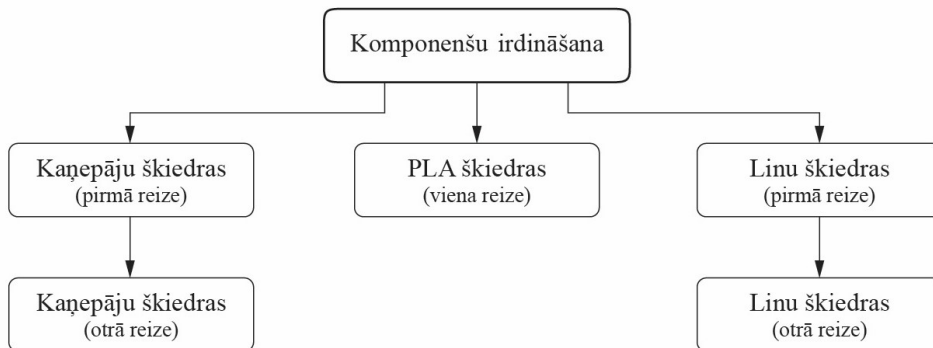 Komponenšu irdināšana
Kaņepāju šķiedras
(pirmā reize)
PLA šķiedras
(viena reize)
Linu šķiedras
(pirmā reize)
Kaņepāju šķiedras
(otrā reize)
Linu šķiedras
(otrā reize)